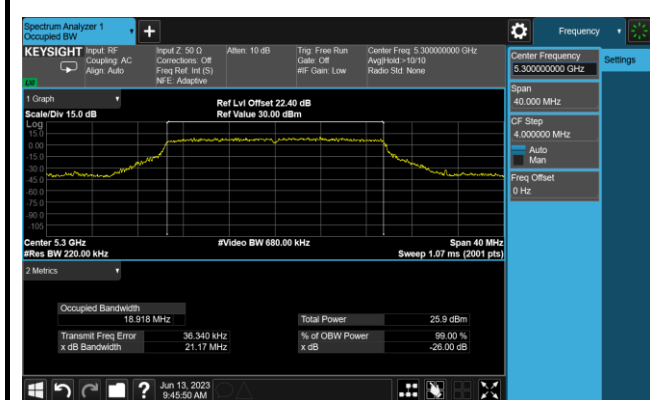 Spectrum Analyzer 1
Occupied BW
+
Frequency
KEYSIGHT
Input: RF
Coupling: AC
Align: Auto
Input Z: 50 Ω
Corrections: Off
Freq Ref: Int (S)
NFE: Adaptive
Atten: 10 dB
Trig: Free Run
Gate: Off
#IF Gain: Low
Center Freq: 5.300000000 GHz
Avg|Hold:>10/10
Radio Std: None
Center Frequency
5.300000000 GHz
Settings
Span
40.000 MHz
CF Step
4.000000 MHz
Auto
Man
Freq Offset
0 Hz
1 Graph
Scale/Div 15.0 dB
Ref Lvl Offset 22.40 dB
Ref Value 30.00 dBm
Log
15.0
0.00
-15.0
-30.0
-45.0
-60.0
-75.0
-90.0
-105
Center 5.3 GHz
#Video BW 680.00 kHz
Span 40 MHz
#Res BW 220.00 kHz
Sweep 1.07 ms (2001 pts)
2 Metrics
Occupied Bandwidth
18.918 MHz
Total Power 25.9 dBm
Transmit Freq Error 36.340 kHz
% of OBW Power 99.00 %
x dB Bandwidth 21.17 MHz
x dB -26.00 dB
?
Jun 13, 2023
9:45:50 AM